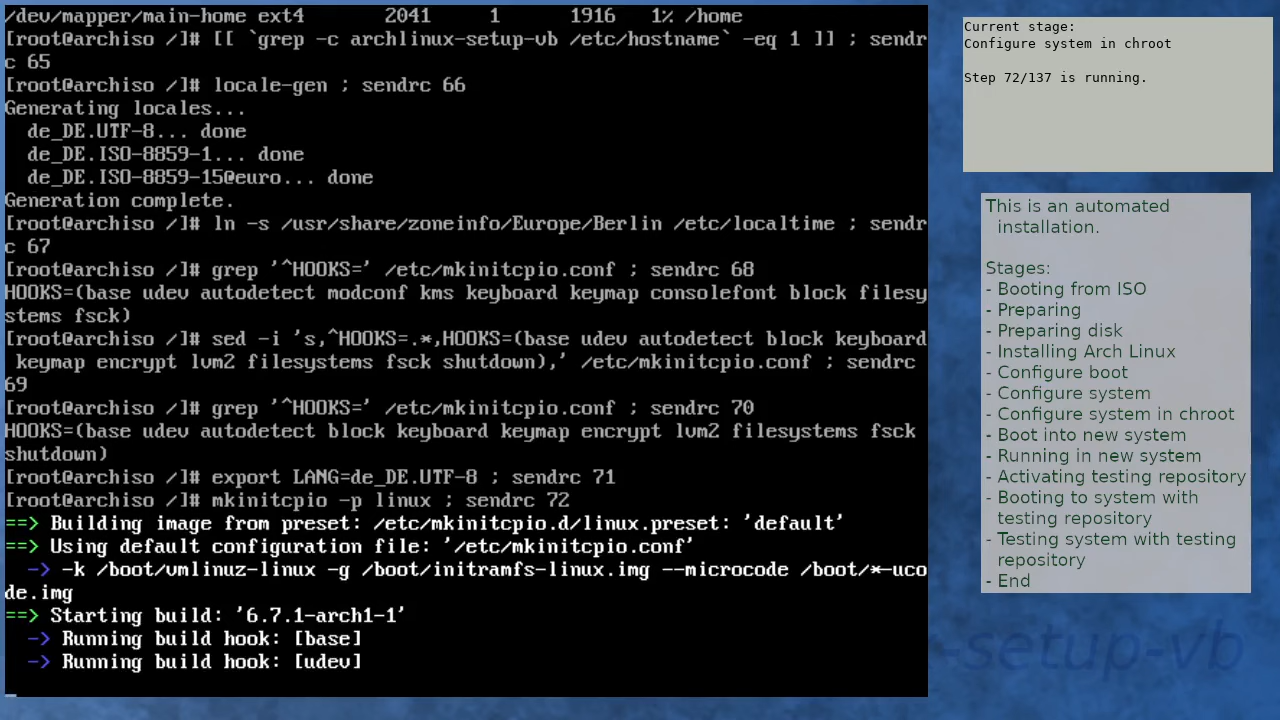 /dev/mapper/main-home ext4       2041     1      1916   1% /home
[root@archiso /]# [[ `grep -c archlinux-setup-vb /etc/hostname` -eq 1 ]] ; sendr
c 65
[root@archiso /]# locale-gen ; sendrc 66
Generating locales...
  de_DE.UTF-8... done
  de_DE.ISO-8859-1... done
  de_DE.ISO-8859-15@euro... done
Generation complete.
[root@archiso /]# ln -s /usr/share/zoneinfo/Europe/Berlin /etc/localtime ; sendr
c 67
[root@archiso /]# grep '^HOOKS=' /etc/mkinitcpio.conf ; sendrc 68
HOOKS=(base udev autodetect modconf kms keyboard keymap consolefont block filesy
stems fsck)
[root@archiso /]# sed -i 's,^HOOKS=.*,HOOKS=(base udev autodetect block keyboard
 keymap encrypt lvm2 filesystems fsck shutdown),' /etc/mkinitcpio.conf ; sendrc
69
[root@archiso /]# grep '^HOOKS=' /etc/mkinitcpio.conf ; sendrc 70
HOOKS=(base udev autodetect block keyboard keymap encrypt lvm2 filesystems fsck
shutdown)
[root@archiso /]# export LANG=de_DE.UTF-8 ; sendrc 71
[root@archiso /]# mkinitcpio -p linux ; sendrc 72
==> Building image from preset: /etc/mkinitcpio.d/linux.preset: 'default'
==> Using default configuration file: '/etc/mkinitcpio.conf'
  -> -k /boot/vmlinuz-linux -g /boot/initramfs-linux.img --microcode /boot/*-uco
de.img
==> Starting build: '6.7.1-arch1-1'
  -> Running build hook: [base]
  -> Running build hook: [udev]
Current stage:
Configure system in chroot
Step 72/137 is running.
This is an automated
installation.
Stages:
- Booting from ISO
- Preparing
- Preparing disk
- Installing Arch Linux
- Configure boot
- Configure system
- Configure system in chroot
- Boot into new system
- Running in new system
- Activating testing repository
- Booting to system with
testing repository
- Testing system with testing
repository
- End
-setup-vb